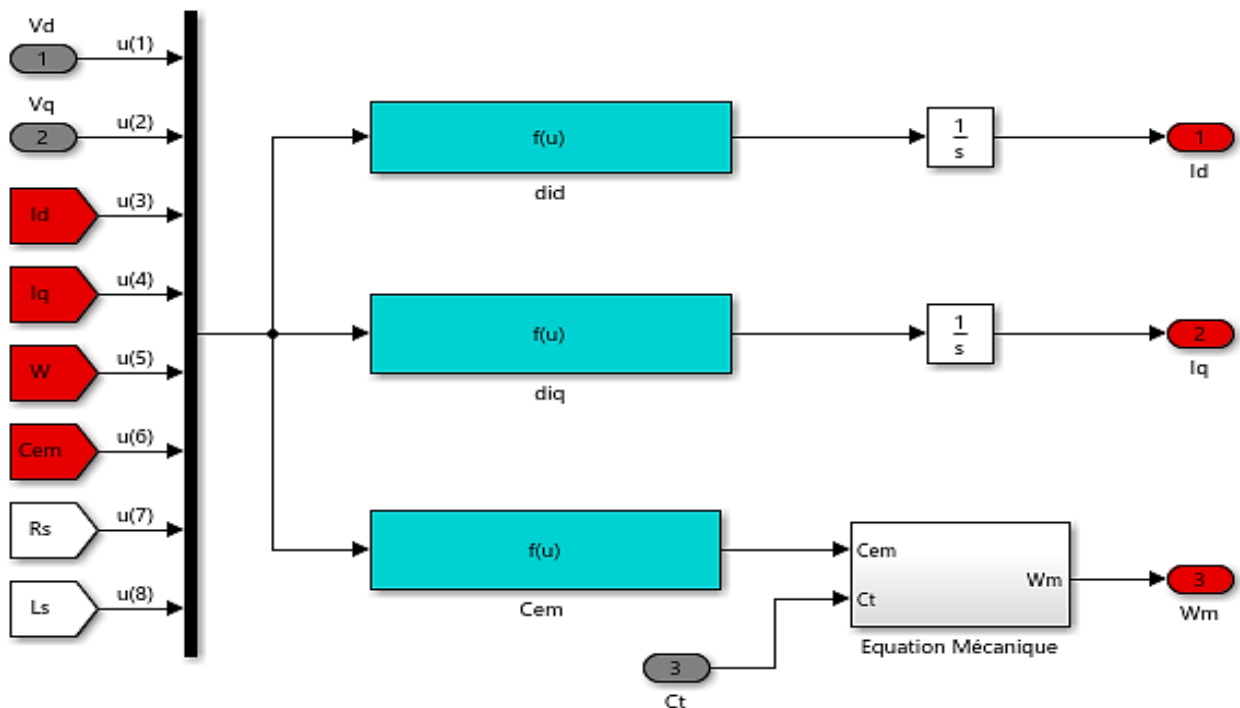 Vd
1
u(1)
Vq
2
u(2)
Id
u(3)
Iq
u(4)
W
u(5)
Cem
u(6)
Rs
u(7)
Ls
u(8)
f(u)
did
1
s
1
Id
f(u)
diq
1
s
2
Iq
f(u)
Cem
Cem
Ct
Wm
Equation Mécanique
3
Wm
3
Ct